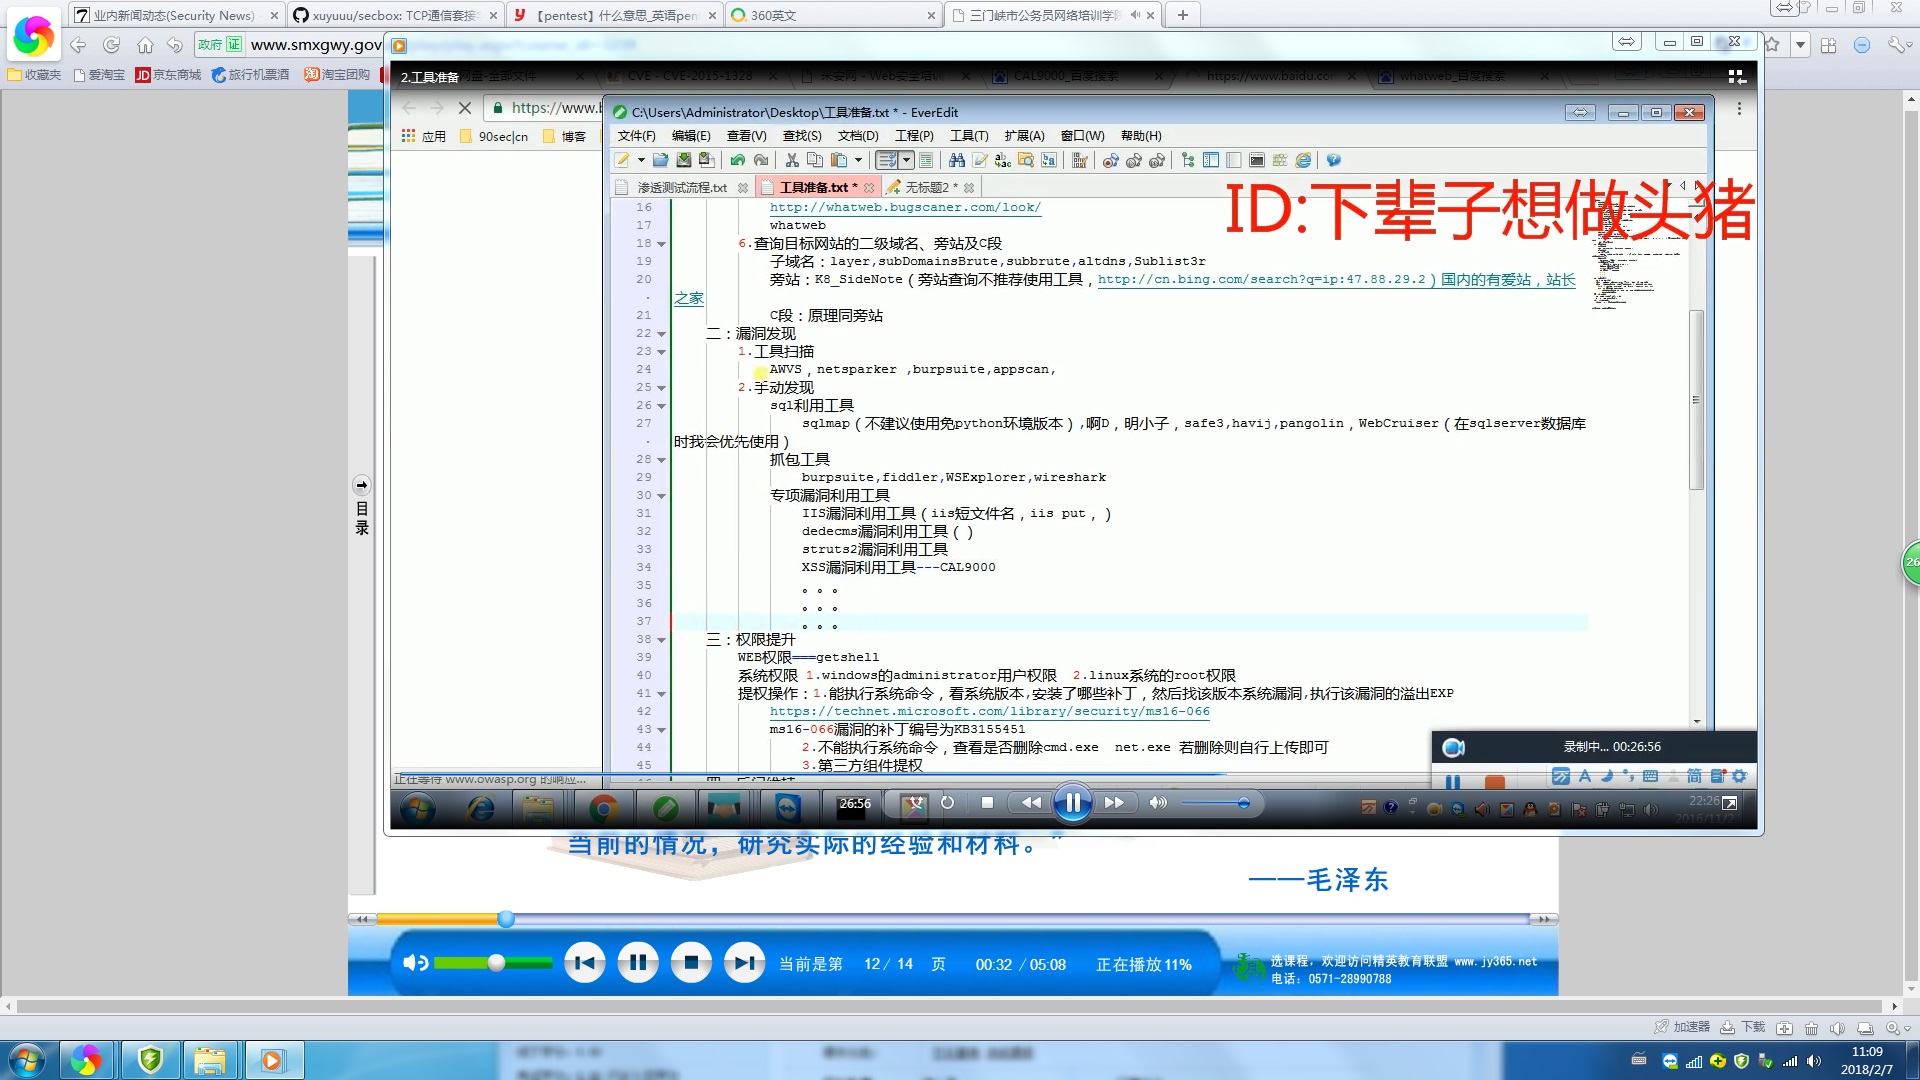 业内新闻动态(Security News)
xuyuuu/secbox: TCP通信套接
【pentest】什么意思_英语pen
360英文
三门峡市公务员网络培训学院
政府 证 www.smxgwy.gov
收藏夹 爱淘宝 JD 京东商城 旅行机票酒 淘 淘宝购
2.工具准备
CVE - CVE-2015-1328
CAL9000_百度搜索
https://www.baidu.co
whatweb_百度搜索
https://www.b
应用 90sec|cn 博客
C:\Users\Administrator\Desktop\工具准备.txt * - EverEdit
文件(F) 编辑(E) 查看(V) 查找(S) 文档(D) 工程(P) 工具(T) 扩展(A) 窗口(W) 帮助(H)
渗透测试流程.txt 工具准备.txt * 无标题2 *
ID:下辈子想做头猪
16 http://whatweb.bugscaner.com/look/
17 whatweb
18 6.查询目标网站的二级域名、旁站及C段
19 子域名：layer,subDomainsBrute,subbrute,altdns,Sublist3r
20 旁站：K8_SideNote（旁站查询不推荐使用工具，http://cn.bing.com/search?q=ip:47.88.29.2）国内的有爱站，站长
之家
21 C段：原理同旁站
22 二：漏洞发现
23 1.工具扫描
24 AWVS，netsparker ,burpsuite,appscan,
25 2.手动发现
26 sql利用工具
27 sqlmap（不建议使用免python环境版本）,啊D，明小子，safe3,havij,pangolin，WebCruiser（在sqlserver数据库
时我会优先使用）
28 抓包工具
29 burpsuite,fiddler,WSExplorer,wireshark
30 专项漏洞利用工具
31 IIS漏洞利用工具（iis短文件名，iis put，）
32 dedecms漏洞利用工具（）
33 struts2漏洞利用工具
34 XSS漏洞利用工具---CAL9000
35 。。。
36 。。。
37 。。。
38 三：权限提升
39 WEB权限===getshell
40 系统权限 1.windows的administrator用户权限 2.linux系统的root权限
41 提权操作：1.能执行系统命令，看系统版本,安装了哪些补丁，然后找该版本系统漏洞,执行该漏洞的溢出EXP
42 https://technet.microsoft.com/library/security/ms16-066
43 ms16-066漏洞的补丁编号为KB3155451
44 2.不能执行系统命令，查看是否删除cmd.exe net.exe 若删除则自行上传即可
45 3.第三方组件提权
目录
录制中... 00:26:56
简
正在等待 www.owasp.org 的响应...
26:56
22:26
当前的情况，研究实际的经验和材料。”
——毛泽东
当前是第 12/ 14 页 00:32 /05:08 正在播放11%
选课程，欢迎访问精英教育联盟 www.jy365.net
电话：0571-28990788
26
加速器 下载
11:09
2018/2/7